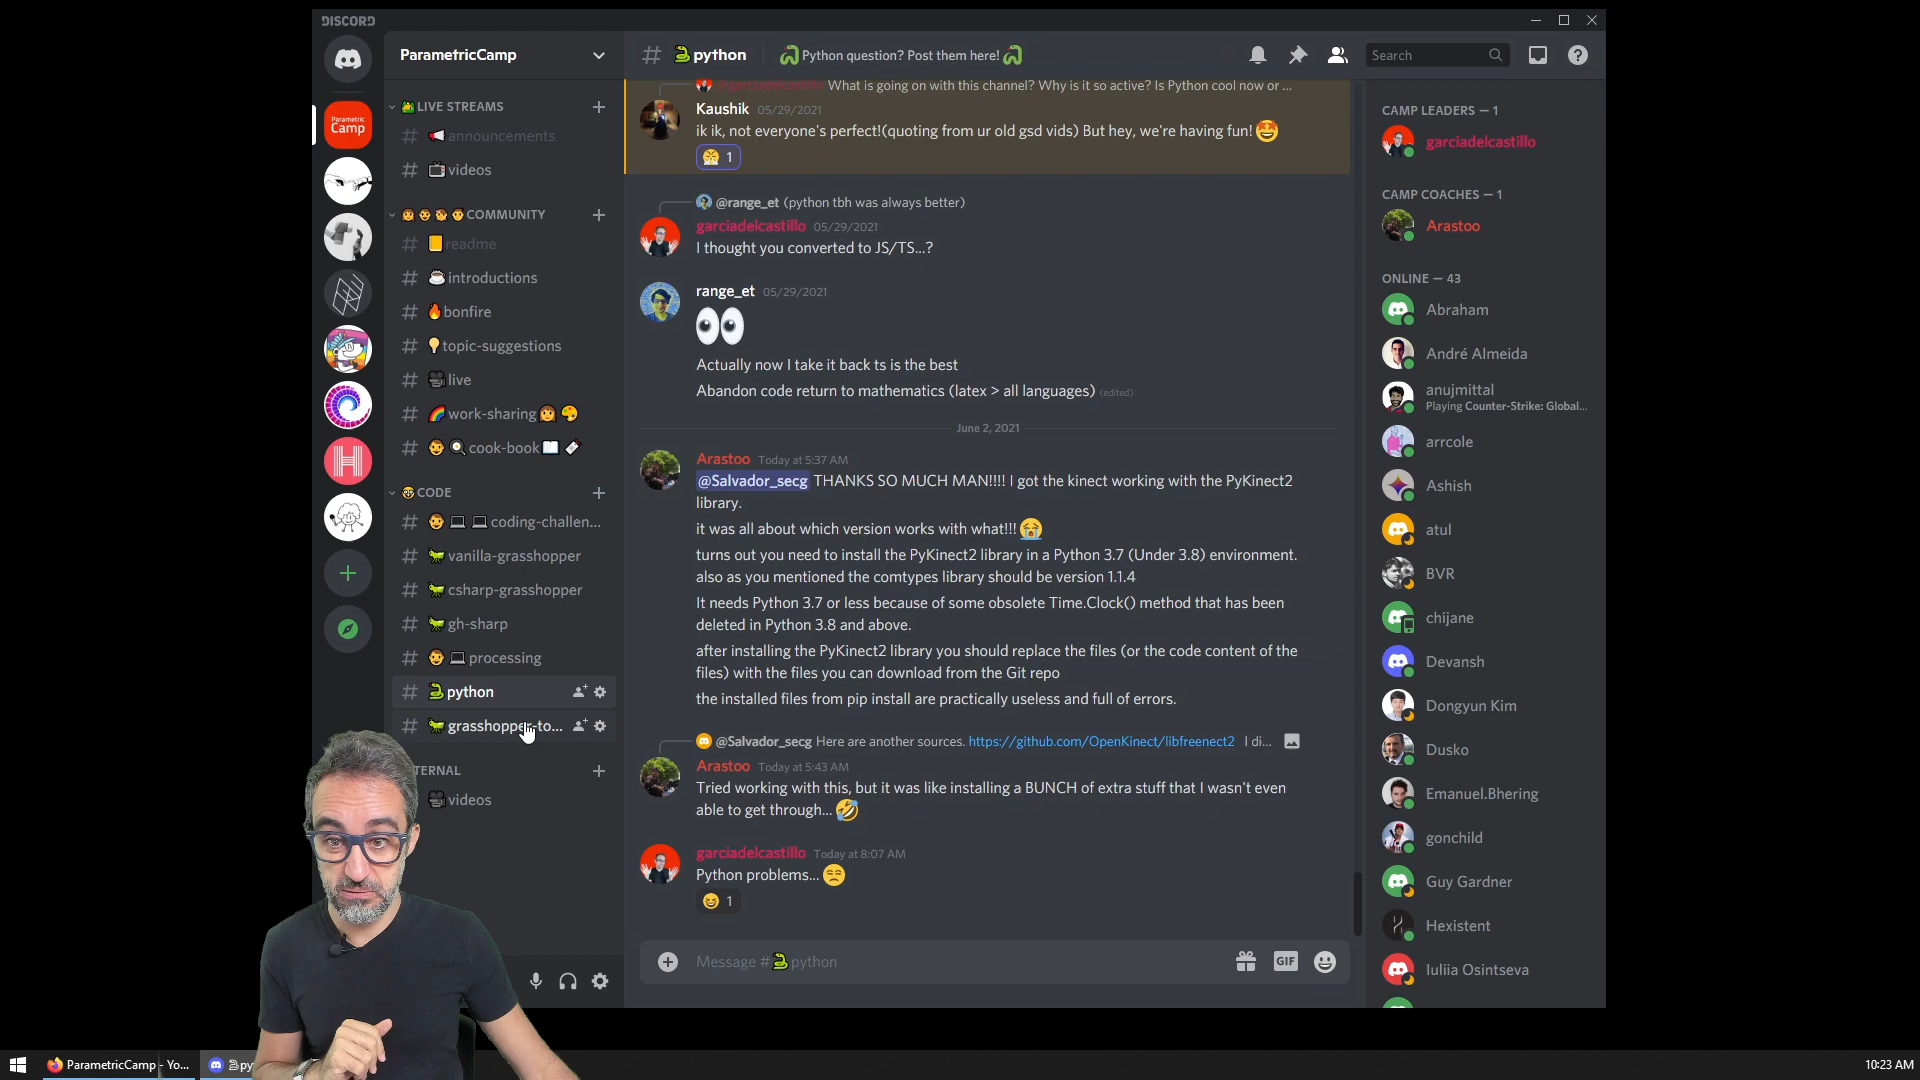 DISCORD
ParametricCamp
python
Python question? Post them here!
Search
Parametric
Camp
LIVE STREAMS
announcements
videos
COMMUNITY
readme
introductions
bonfire
topic-suggestions
live
work-sharing
cook-book
CODE
coding-challen...
vanilla-grasshopper
csharp-grasshopper
gh-sharp
processing
python
grasshopper-to...
TERNAL
videos
@garciadelcastillo What is going on with this channel? Why is it so active? Is Python cool now or ...
Kaushik 05/29/2021
ik ik, not everyone's perfect!(quoting from ur old gsd vids) But hey, we're having fun!
1
@range_et (python tbh was always better)
garciadelcastillo 05/29/2021
I thought you converted to JS/TS...?
range_et 05/29/2021
Actually now I take it back ts is the best
Abandon code return to mathematics (latex > all languages) (edited)
June 2, 2021
Arastoo Today at 5:37 AM
@Salvador_secg THANKS SO MUCH MAN!!!! I got the kinect working with the PyKinect2
library.
it was all about which version works with what!!!
turns out you need to install the PyKinect2 library in a Python 3.7 (Under 3.8) environment.
also as you mentioned the comtypes library should be version 1.1.4
It needs Python 3.7 or less because of some obsolete Time.Clock() method that has been
deleted in Python 3.8 and above.
after installing the PyKinect2 library you should replace the files (or the code content of the
files) with the files you can download from the Git repo
the installed files from pip install are practically useless and full of errors.
@Salvador_secg Here are another sources. https://github.com/OpenKinect/libfreenect2 I di...
Arastoo Today at 5:43 AM
Tried working with this, but it was like installing a BUNCH of extra stuff that I wasn't even
able to get through...
garciadelcastillo Today at 8:07 AM
Python problems...
1
Message # python
GIF
CAMP LEADERS — 1
garciadelcastillo
CAMP COACHES — 1
Arastoo
ONLINE — 43
Abraham
André Almeida
anujmittal
Playing Counter-Strike: Global...
arrcole
Ashish
atul
BVR
chijane
Devansh
Dongyun Kim
Dusko
Emanuel.Bhering
gonchild
Guy Gardner
Hexistent
Iuliia Osintseva
ParametricCamp - Yo...
py
10:23 AM